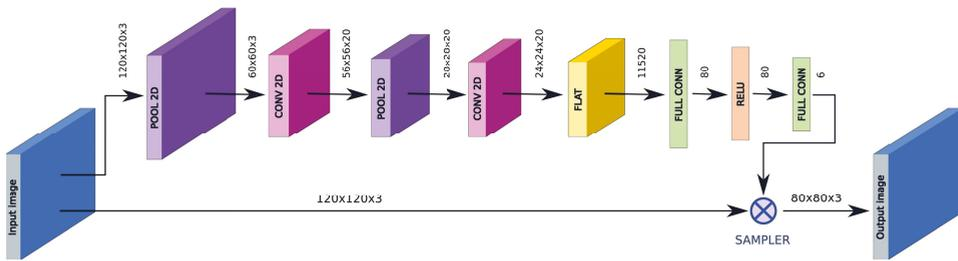 120x120x3
60x60x3
56x56x20
28x28x20
24x24x20
11520
80
80
6
POOL 2D
CONV 2D
POOL 2D
CONV 2D
FLAT
FULL CONN
RELU
FULL CONN
Input image
120x120x3
80x80x3
Output image
SAMPLER